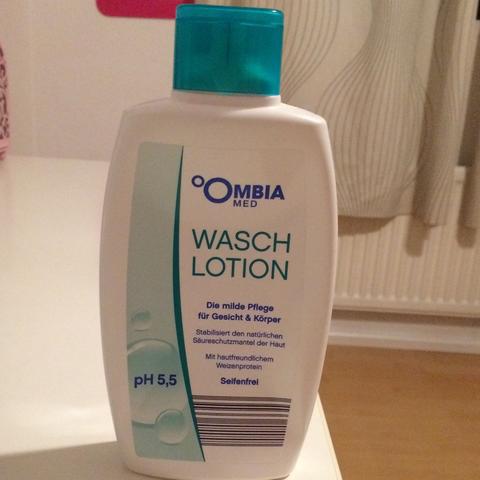 OMBIA
MED
WASCH
LOTION
Die milde Pflege
für Gesicht & Körper
Stabilisiert den natürlichen
Säureschutzmantel der Haut
Mit hautfreundlichem
Weizenprotein
pH 5,5
Seifenfrei